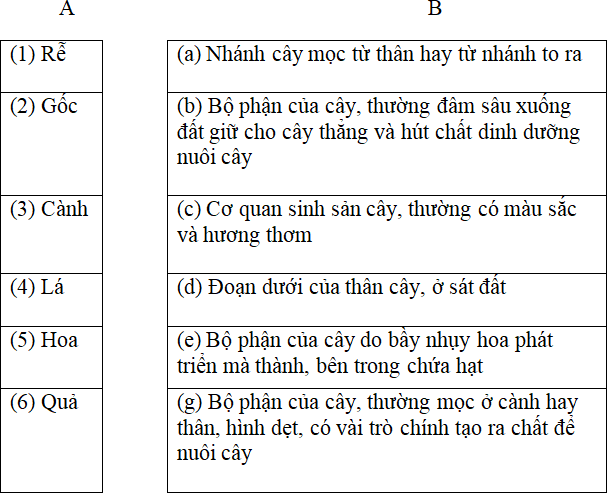 A B
(1) Rễ (a) Nhánh cây mọc từ thân hay từ nhánh to ra
(2) Gốc (b) Bộ phận của cây, thường đâm sâu xuống
đất giữ cho cây thẳng và hút chất dinh dưỡng
nuôi cây
(3) Cành (c) Cơ quan sinh sản cây, thường có màu sắc
và hương thơm
(4) Lá (d) Đoạn dưới của thân cây, ở sát đất
(5) Hoa (e) Bộ phận của cây do bầy nhụy hoa phát
triển mà thành, bên trong chứa hạt
(6) Quả (g) Bộ phận của cây, thường mọc ở cành hay
thân, hình dẹt, có vài trò chính tạo ra chất để
nuôi cây